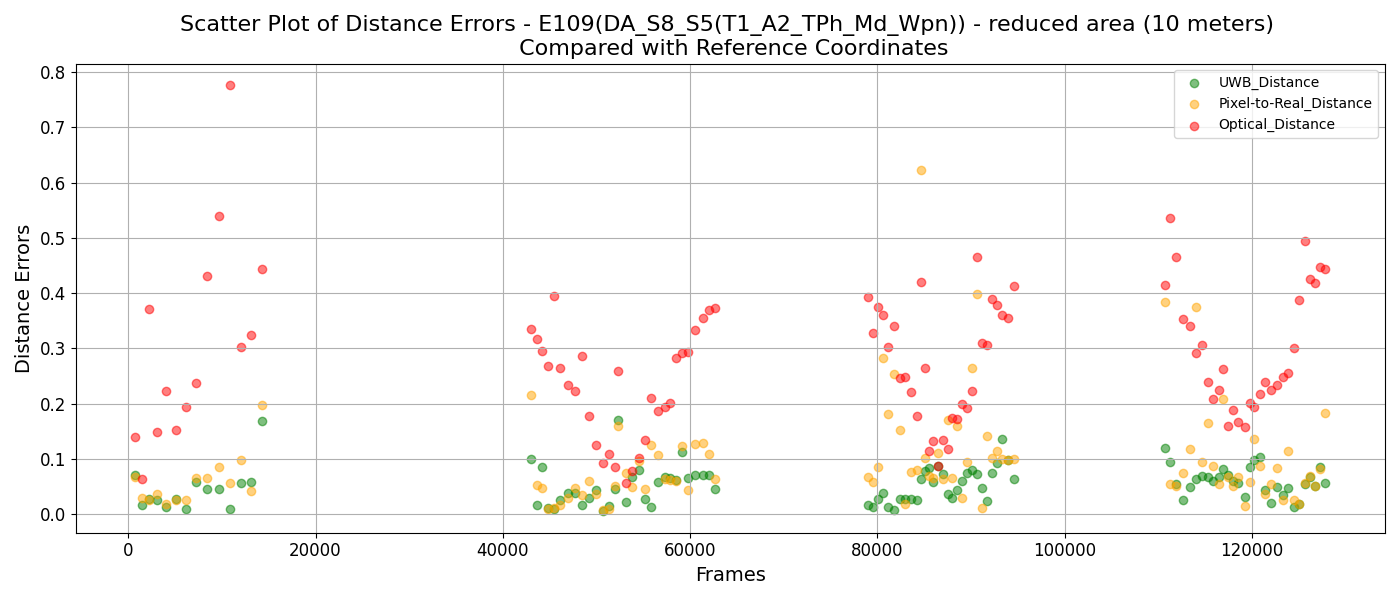 Scatter Plot of Distance Errors - E109(DA_S8_S5(T1_A2_TPh_Md_Wpn)) - reduced area (10 meters)
Compared with Reference Coordinates
UWB_Distance
Pixel-to-Real_Distance
Optical_Distance
Distance Errors
0.8
0.7
0.6
0.5
0.4
0.3
0.2
0.1
0.0
0 20000 40000 60000 80000 100000 120000
Frames